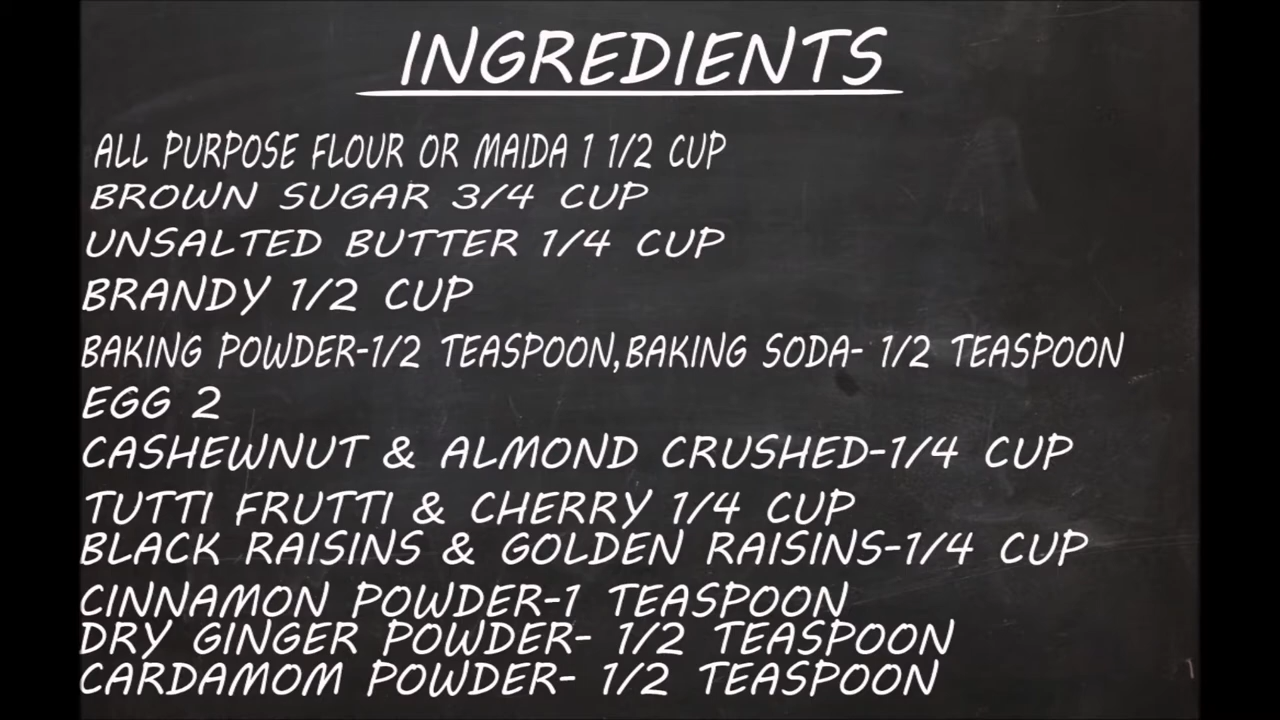 INGREDIENTS
ALL PURPOSE FLOUR OR MAIDA 1 1/2 CUP
BROWN SUGAR 3/4 CUP
UNSALTED BUTTER 1/4 CUP
BRANDY 1/2 CUP
BAKING POWDER-1/2 TEASPOON,BAKING SODA- 1/2 TEASPOON
EGG 2
CASHEWNUT & ALMOND CRUSHED-1/4 CUP
TUTTI FRUTTI & CHERRY 1/4 CUP
BLACK RAISINS & GOLDEN RAISINS-1/4 CUP
CINNAMON POWDER-1 TEASPOON
DRY GINGER POWDER- 1/2 TEASPOON
CARDAMOM POWDER- 1/2 TEASPOON